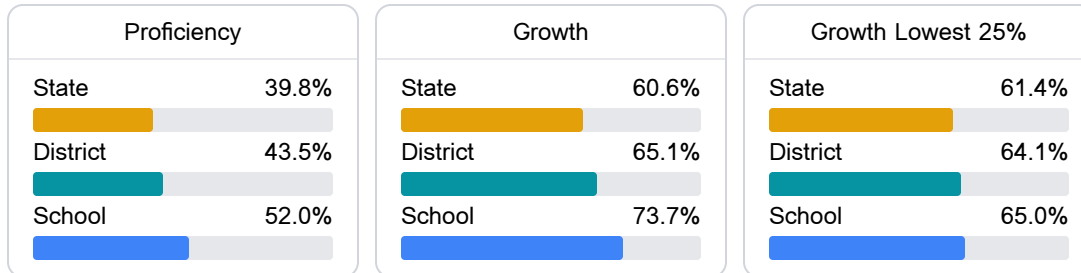 Proficiency
State 39.8%
District 43.5%
School 52.0%
Growth
State 60.6%
District 65.1%
School 73.7%
Growth Lowest 25%
State 61.4%
District 64.1%
School 65.0%